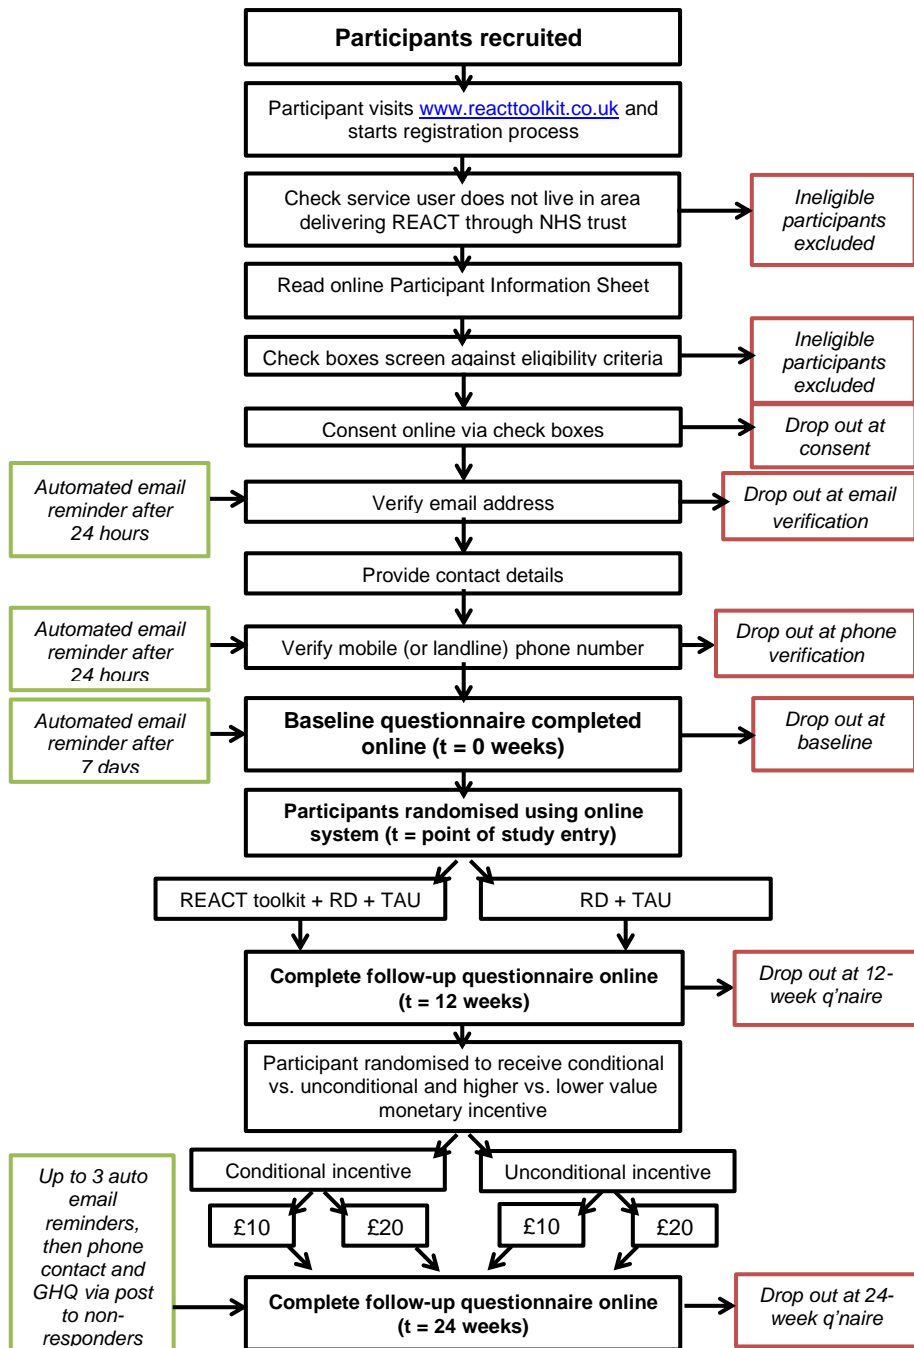 Participants recruited
Participant visits www.reacttoolkit.co.uk and
starts registration process
Check service user does not live in area
delivering REACT through NHS trust
Ineligible
participants
excluded
Read online Participant Information Sheet
Check boxes screen against eligibility criteria
Ineligible
participants
excluded
Consent online via check boxes
Drop out at
consent
Automated email
reminder after
24 hours
Verify email address
Drop out at email
verification
Provide contact details
Automated email
reminder after
24 hours
Verify mobile (or landline) phone number
Drop out at phone
verification
Automated email
reminder after
7 days
Baseline questionnaire completed
online (t = 0 weeks)
Drop out at
baseline
Participants randomised using online
system (t = point of study entry)
REACT toolkit + RD + TAU
RD + TAU
Complete follow-up questionnaire online
(t = 12 weeks)
Drop out at 12-
week q'naire
Participant randomised to receive conditional
vs. unconditional and higher vs. lower value
monetary incentive
Conditional incentive
Unconditional incentive
£10
£20
£10
£20
Up to 3 auto
email
reminders,
then phone
contact and
GHQ via post
to non-
responders
Complete follow-up questionnaire online
(t = 24 weeks)
Drop out at 24-
week q'naire